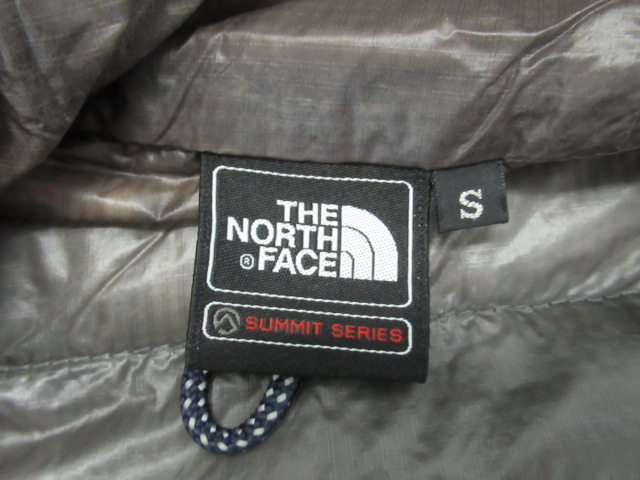 THE
NORTH
® FACE
S
SUMMIT SERIES